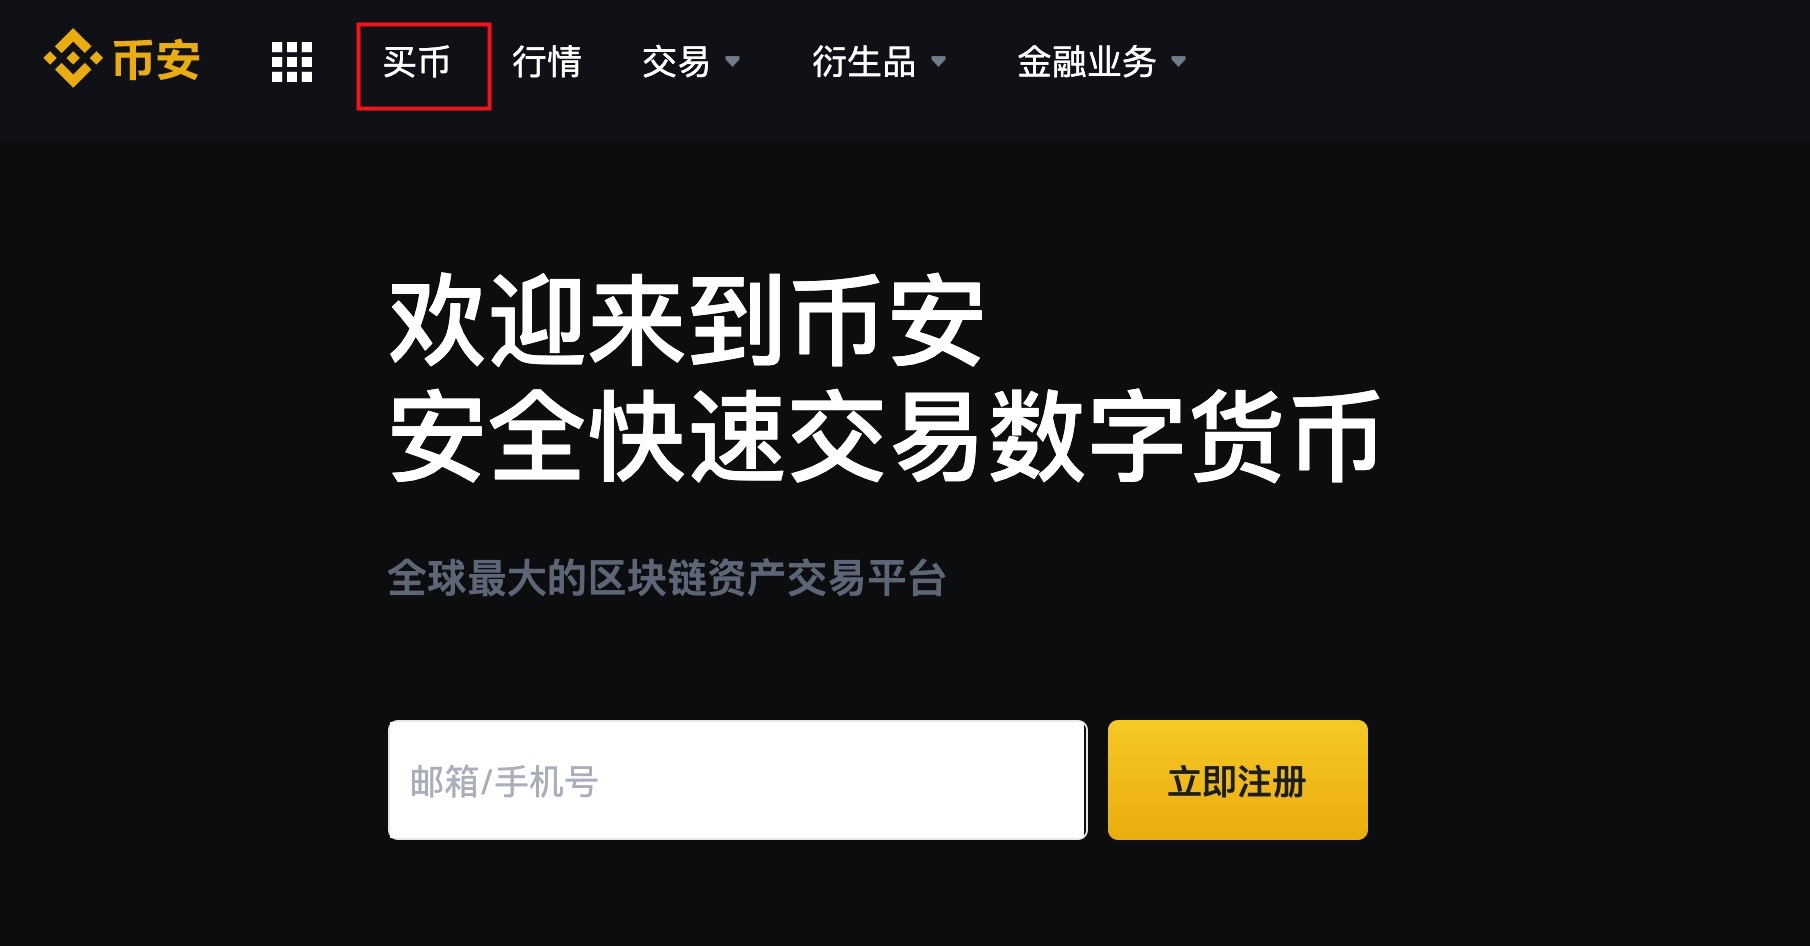 币安 买币 行情 交易 衍生品 金融业务
欢迎来到币安
安全快速交易数字货币
全球最大的区块链资产交易平台
邮箱/手机号 立即注册